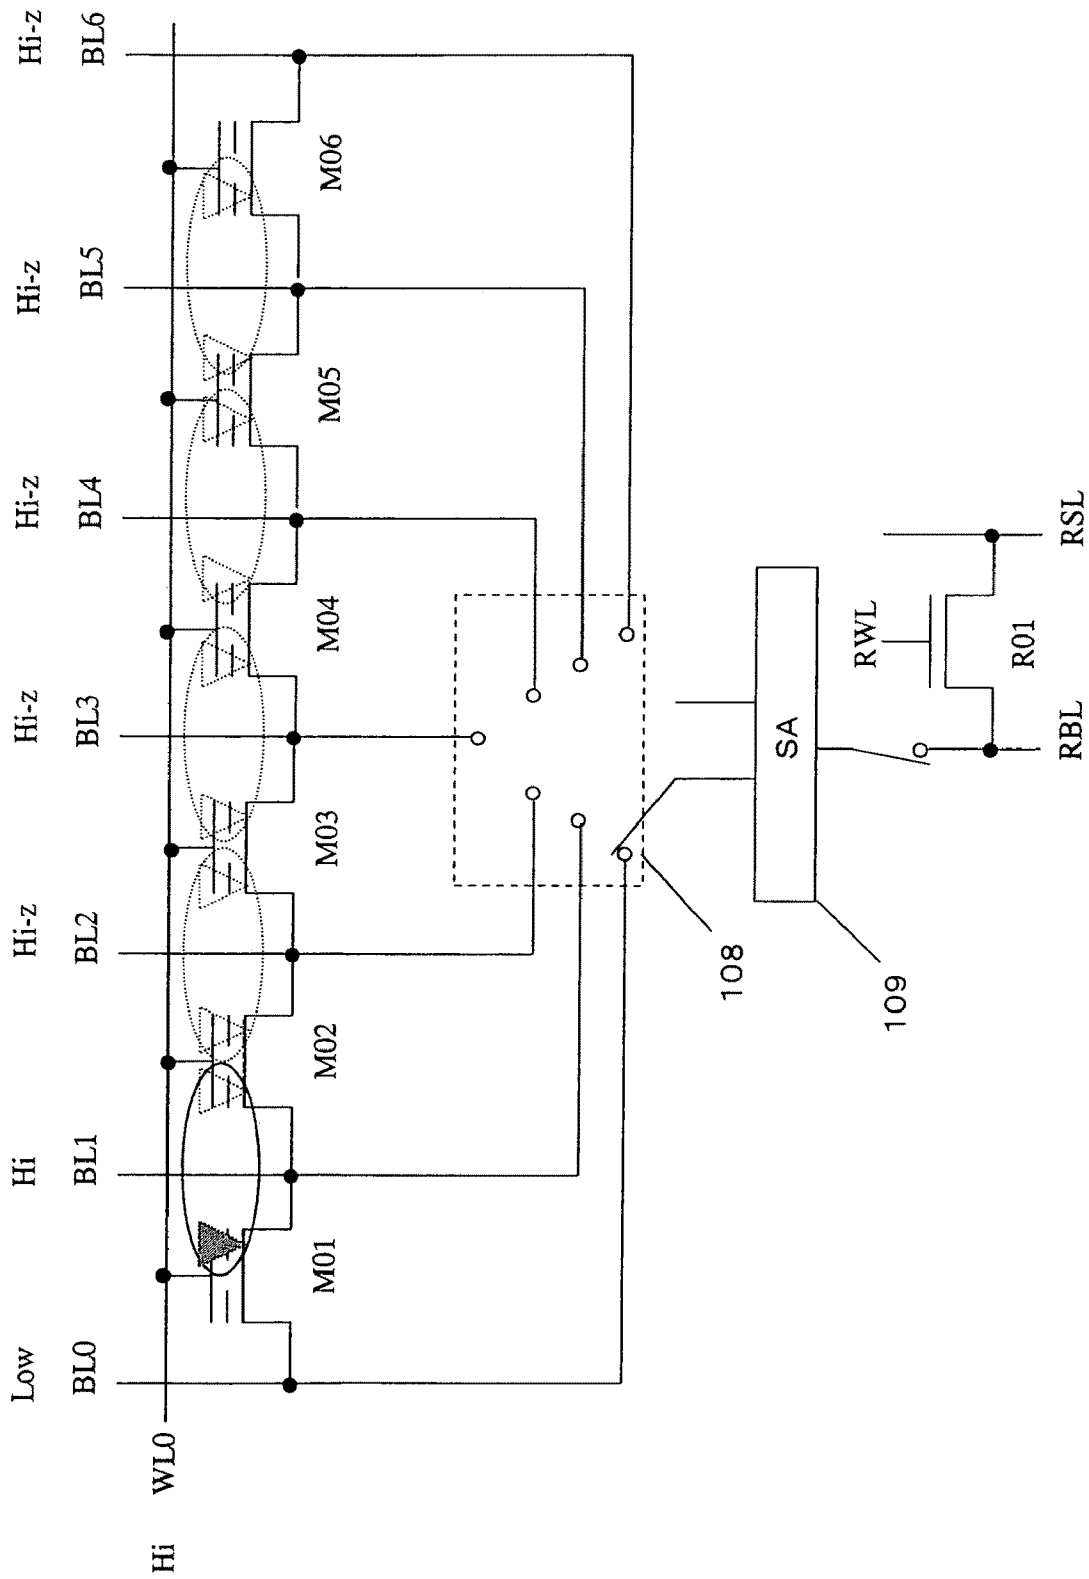 Low Hi Hi-z Hi-z Hi-z Hi-z Hi-z
BL0 BL1 BL2 BL3 BL4 BL5 BL6
Hi WL0
M01 M02 M03 M04 M05 M06
108
SA
109
RWL
R01
RBL RSL